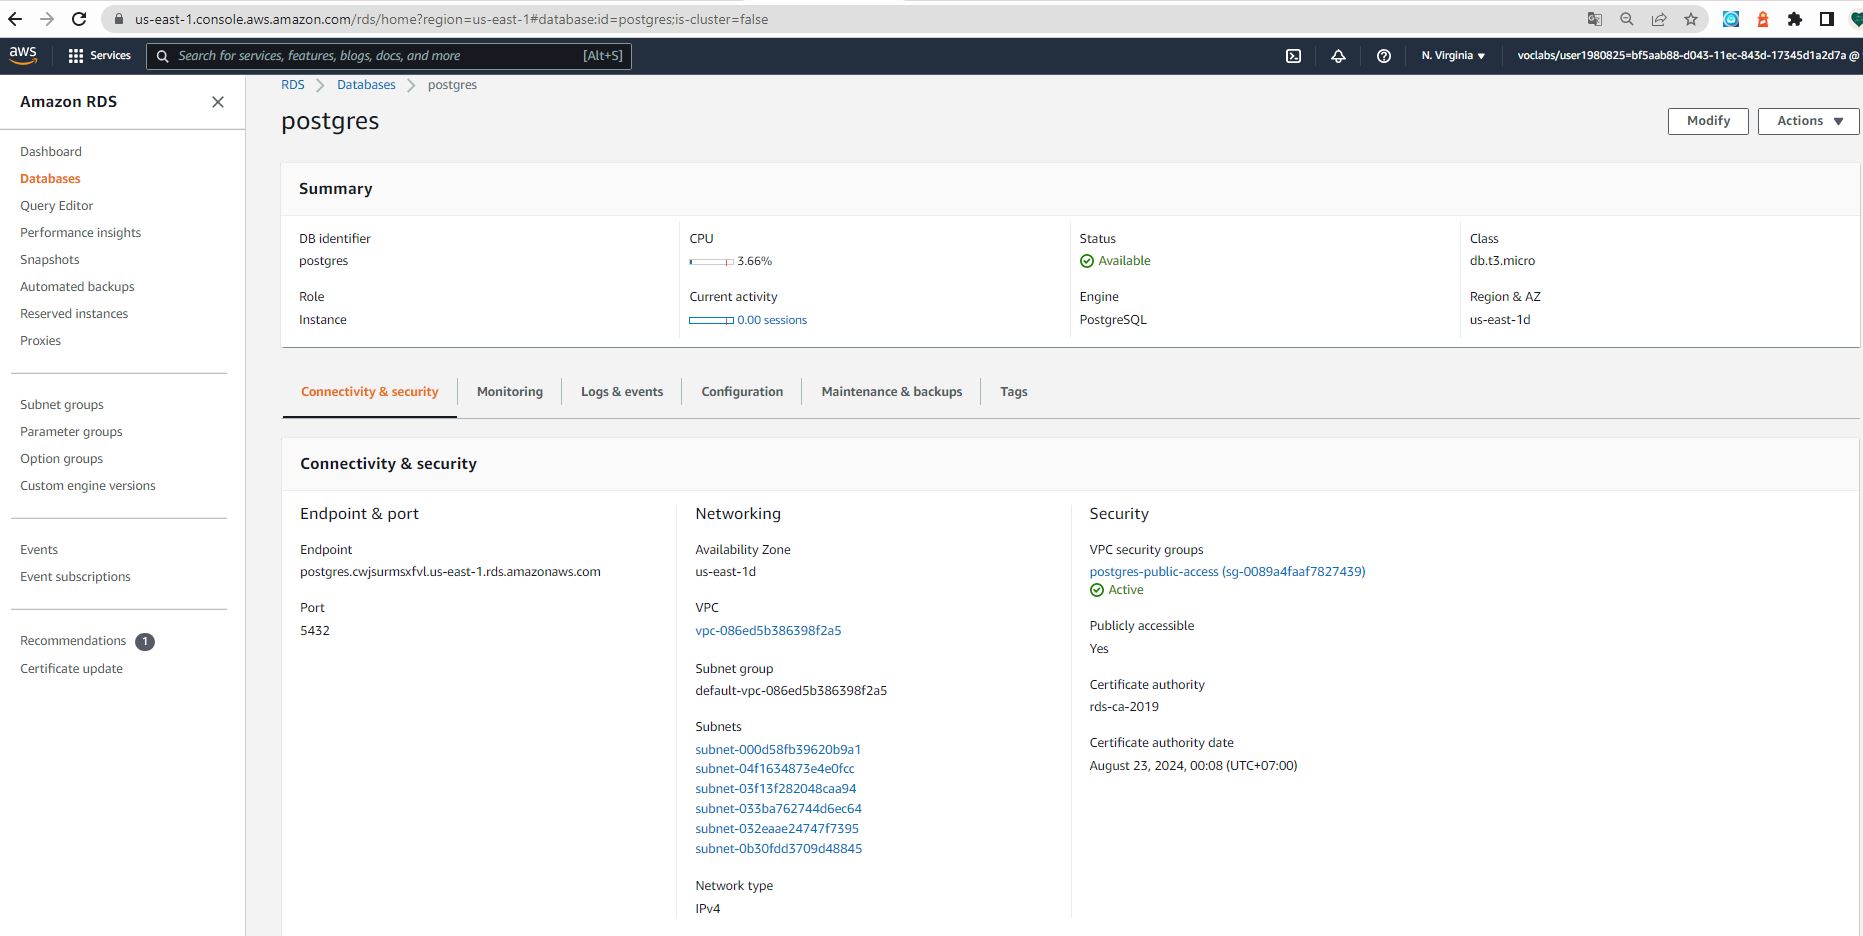 us-east-1.console.aws.amazon.com/rds/home?region=us-east-1#database:id=postgres;is-cluster=false
aws Services Search for services, features, blogs, docs, and more [Alt+S] N. Virginia voclabs/user1980825=bf5aab88-d043-11ec-843d-17345d1a2d7a @
Amazon RDS
Dashboard
Databases
Query Editor
Performance insights
Snapshots
Automated backups
Reserved instances
Proxies
Subnet groups
Parameter groups
Option groups
Custom engine versions
Events
Event subscriptions
Recommendations 1
Certificate update
RDS Databases postgres
postgres
Modify Actions
Summary
DB identifier
postgres
Role
Instance
CPU
3.66%
Current activity
0.00 sessions
Status
Available
Engine
PostgreSQL
Class
db.t3.micro
Region & AZ
us-east-1d
Connectivity & security Monitoring Logs & events Configuration Maintenance & backups Tags
Connectivity & security
Endpoint & port
Endpoint
postgres.cwjsurmsxfvl.us-east-1.rds.amazonaws.com
Port
5432
Networking
Availability Zone
us-east-1d
VPC
vpc-086ed5b386398f2a5
Subnet group
default-vpc-086ed5b386398f2a5
Subnets
subnet-000d58fb39620b9a1
subnet-04f1634873e4e0fcc
subnet-03f13f282048caa94
subnet-033ba762744d6ec64
subnet-032eaae24747f7395
subnet-0b30fdd3709d48845
Network type
IPv4
Security
VPC security groups
postgres-public-access (sg-0089a4faaf7827439)
Active
Publicly accessible
Yes
Certificate authority
rds-ca-2019
Certificate authority date
August 23, 2024, 00:08 (UTC+07:00)